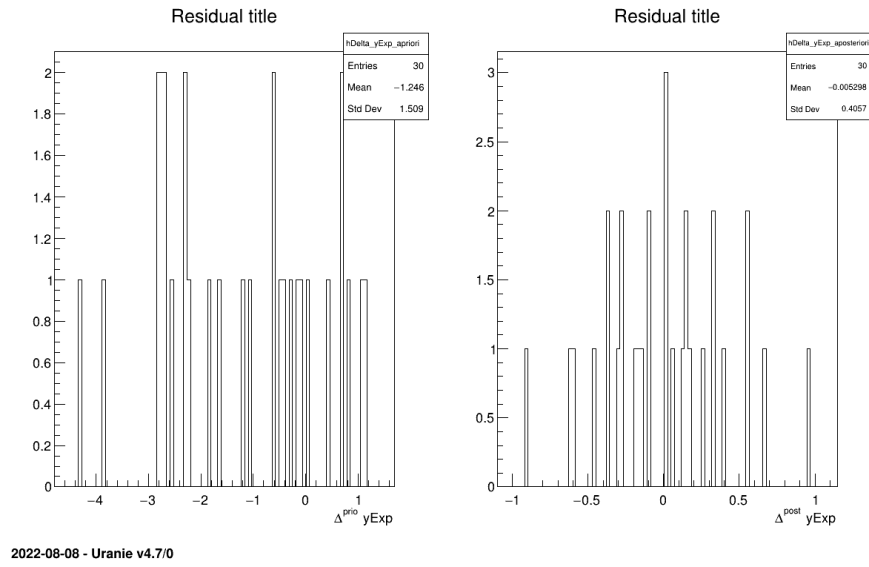 Residual title
hDelta_yExp_apriori
Entries 30
Mean −1.246
Std Dev 1.509
2
1.8
1.6
1.4
1.2
1
0.8
0.6
0.4
0.2
0
−4 −3 −2 −1 0 1
Δprio yExp
Residual title
hDelta_yExp_aposteriori
Entries 30
Mean −0.005298
Std Dev 0.4057
3
2.5
2
1.5
1
0.5
0
−1 −0.5 0 0.5 1
Δpost yExp
2022-08-08 - Uranie v4.7/0